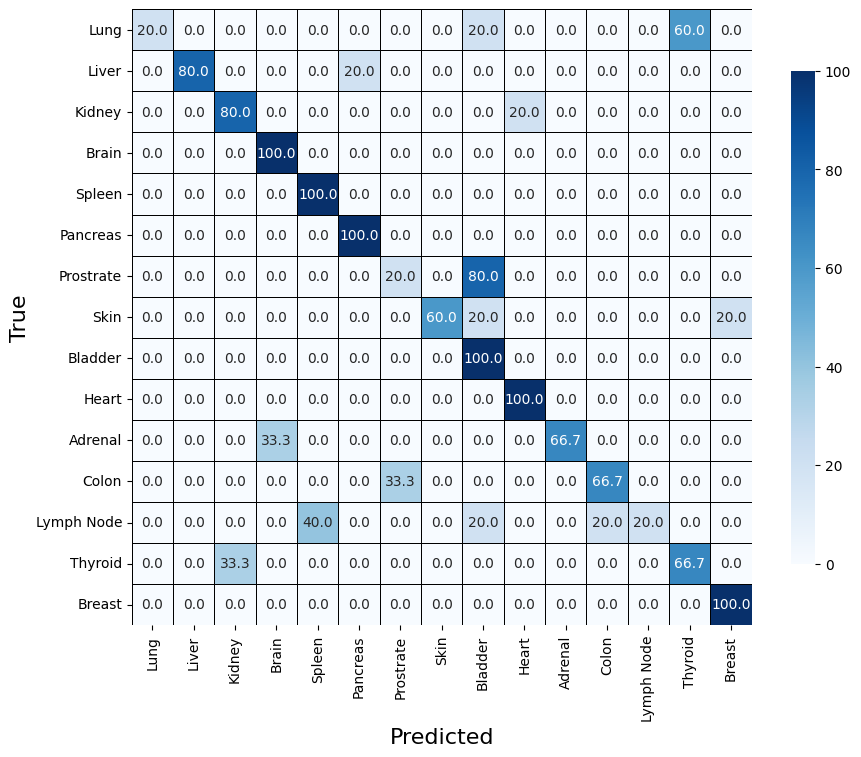 Lung 20.0 0.0 0.0 0.0 0.0 0.0 0.0 0.0 20.0 0.0 0.0 0.0 0.0 60.0 0.0
Liver 0.0 80.0 0.0 0.0 0.0 20.0 0.0 0.0 0.0 0.0 0.0 0.0 0.0 0.0 0.0
Kidney 0.0 0.0 80.0 0.0 0.0 0.0 0.0 0.0 0.0 20.0 0.0 0.0 0.0 0.0 0.0
Brain 0.0 0.0 0.0 100.0 0.0 0.0 0.0 0.0 0.0 0.0 0.0 0.0 0.0 0.0 0.0
Spleen 0.0 0.0 0.0 0.0 100.0 0.0 0.0 0.0 0.0 0.0 0.0 0.0 0.0 0.0 0.0
Pancreas 0.0 0.0 0.0 0.0 0.0 100.0 0.0 0.0 0.0 0.0 0.0 0.0 0.0 0.0 0.0
Prostrate 0.0 0.0 0.0 0.0 0.0 0.0 20.0 0.0 80.0 0.0 0.0 0.0 0.0 0.0 0.0
Skin 0.0 0.0 0.0 0.0 0.0 0.0 0.0 60.0 20.0 0.0 0.0 0.0 0.0 0.0 20.0
Bladder 0.0 0.0 0.0 0.0 0.0 0.0 0.0 0.0 100.0 0.0 0.0 0.0 0.0 0.0 0.0
Heart 0.0 0.0 0.0 0.0 0.0 0.0 0.0 0.0 0.0 100.0 0.0 0.0 0.0 0.0 0.0
Adrenal 0.0 0.0 0.0 33.3 0.0 0.0 0.0 0.0 0.0 0.0 66.7 0.0 0.0 0.0 0.0
Colon 0.0 0.0 0.0 0.0 0.0 0.0 33.3 0.0 0.0 0.0 0.0 66.7 0.0 0.0 0.0
Lymph Node 0.0 0.0 0.0 0.0 40.0 0.0 0.0 0.0 20.0 0.0 0.0 20.0 20.0 0.0 0.0
Thyroid 0.0 0.0 33.3 0.0 0.0 0.0 0.0 0.0 0.0 0.0 0.0 0.0 0.0 66.7 0.0
Breast 0.0 0.0 0.0 0.0 0.0 0.0 0.0 0.0 0.0 0.0 0.0 0.0 0.0 0.0 100.0
True
Lung Liver Kidney Brain Spleen Pancreas Prostrate Skin Bladder Heart Adrenal Colon Lymph Node Thyroid Breast
Predicted
100
80
60
40
20
0